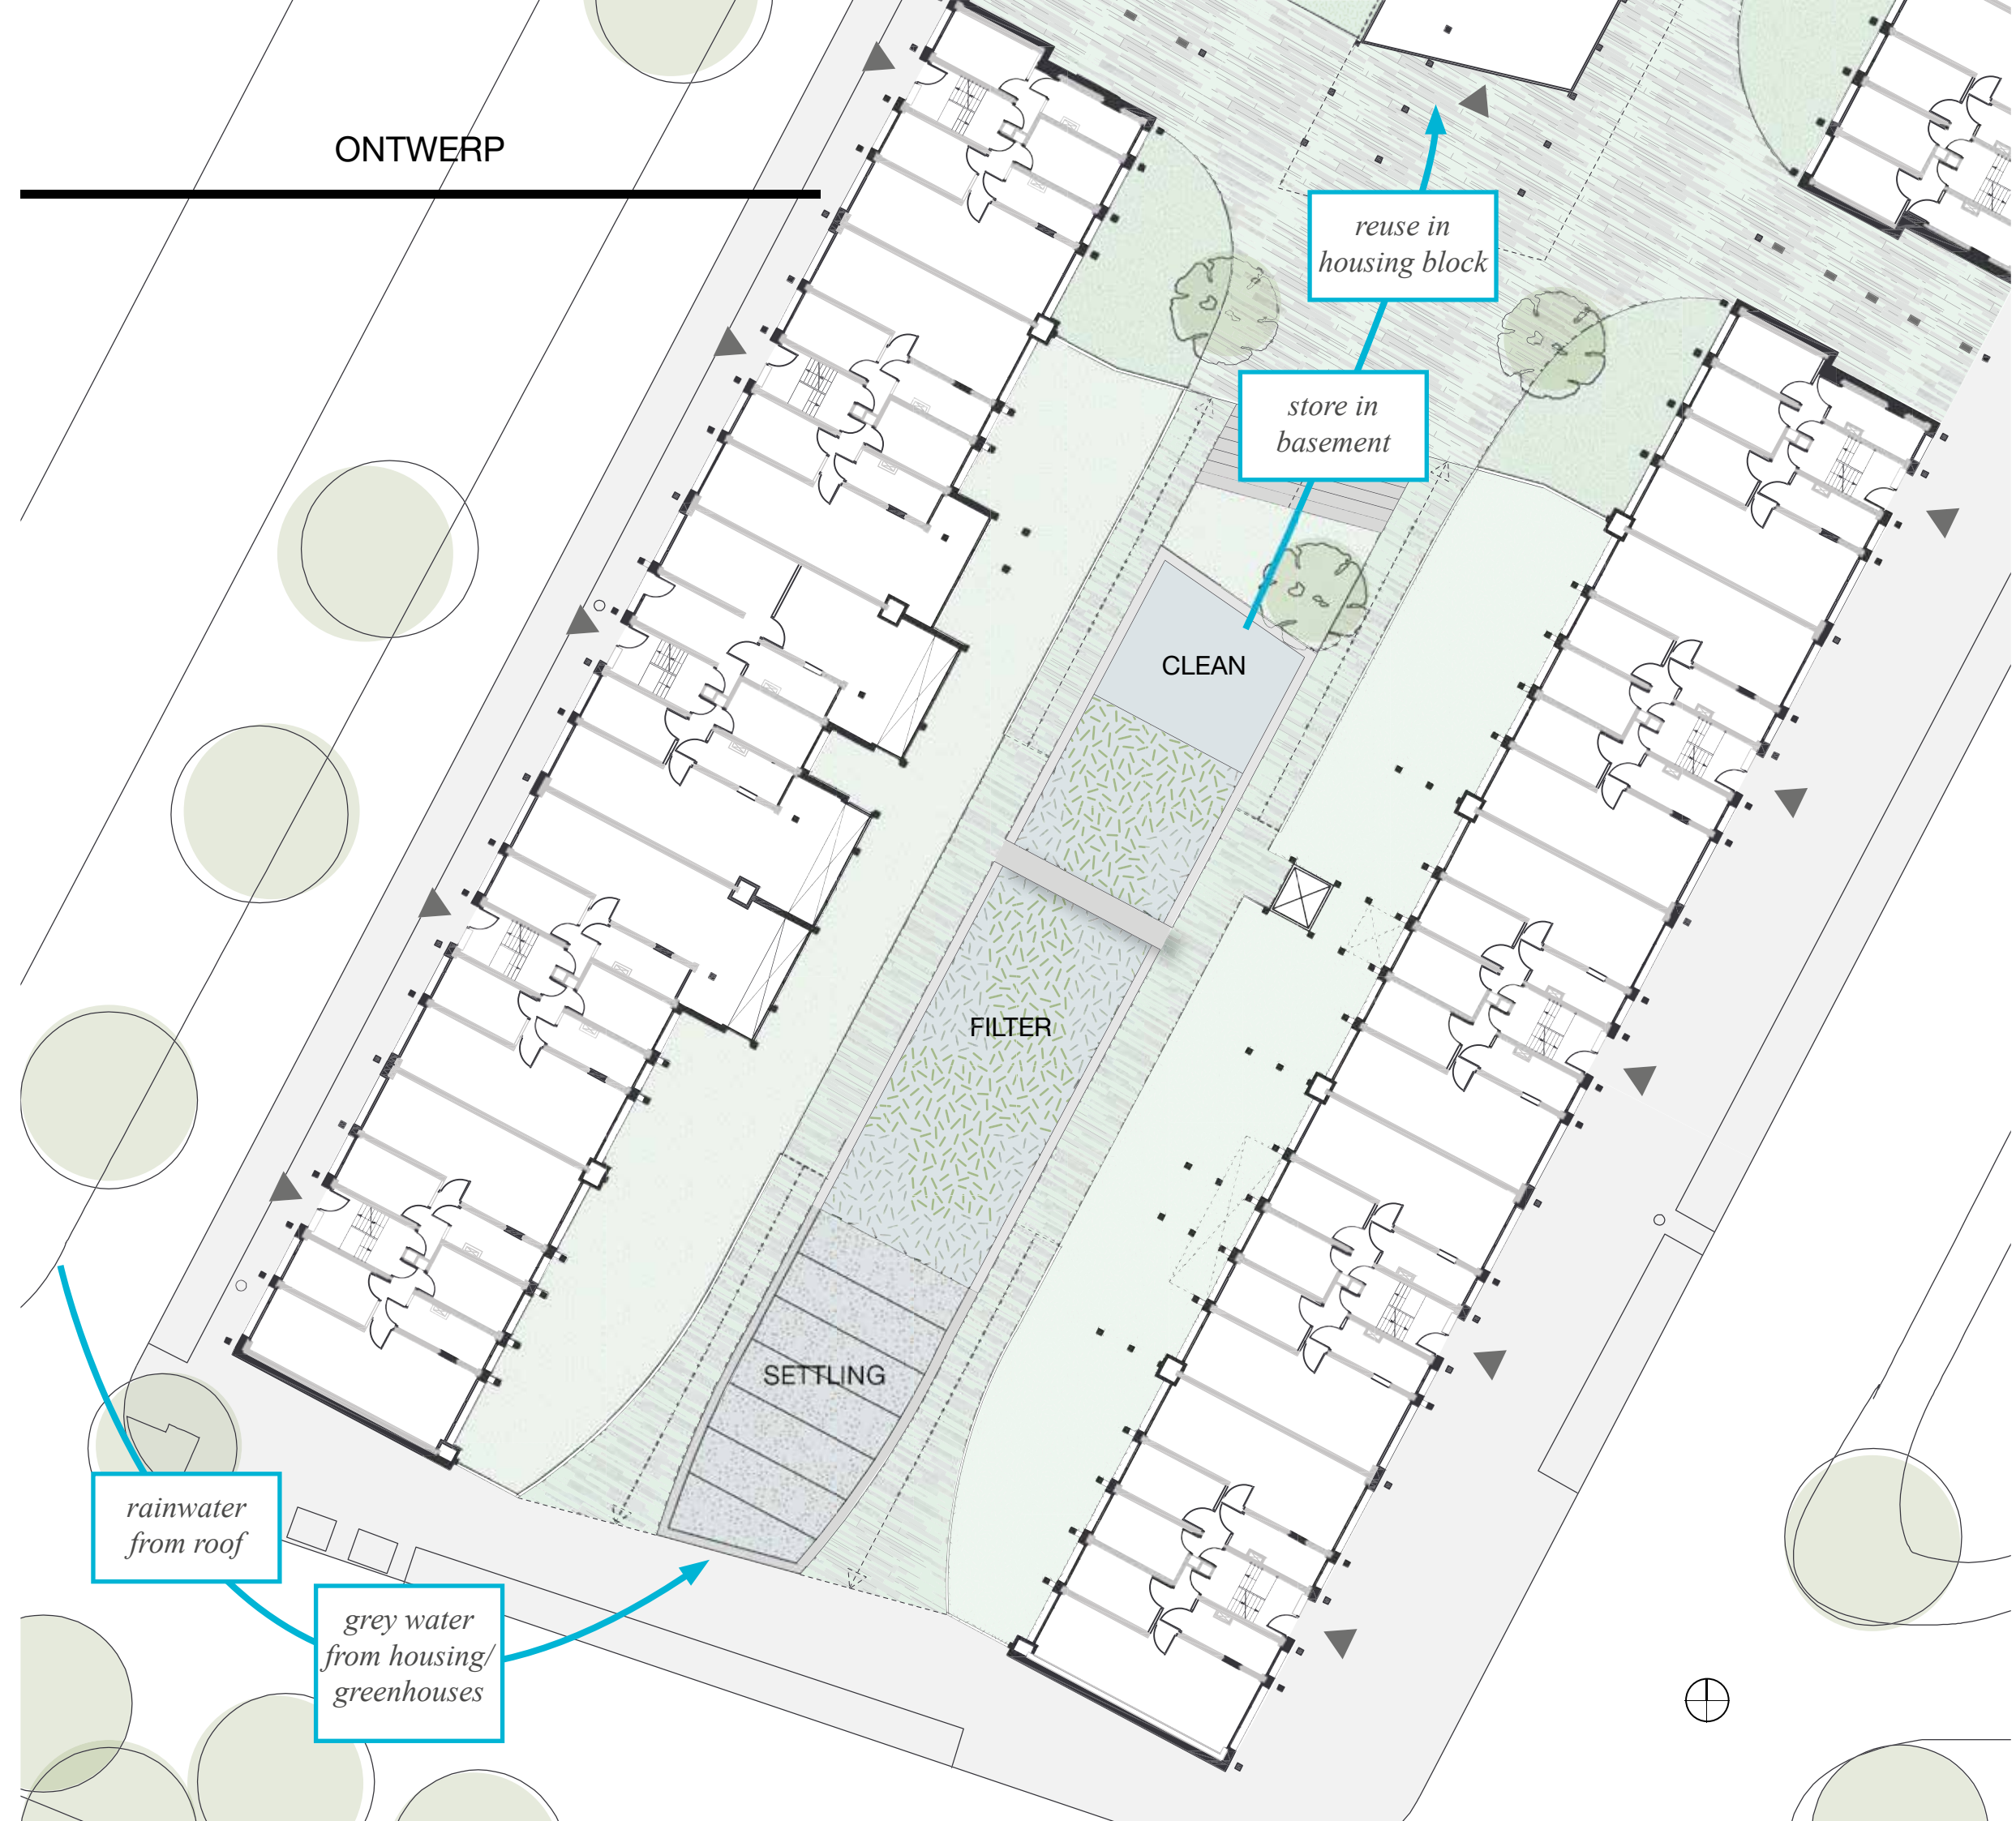 ONTWERP
reuse in
housing block
store in
basement
CLEAN
FILTER
SETTLING
rainwater
from roof
grey water
from housing/
greenhouses